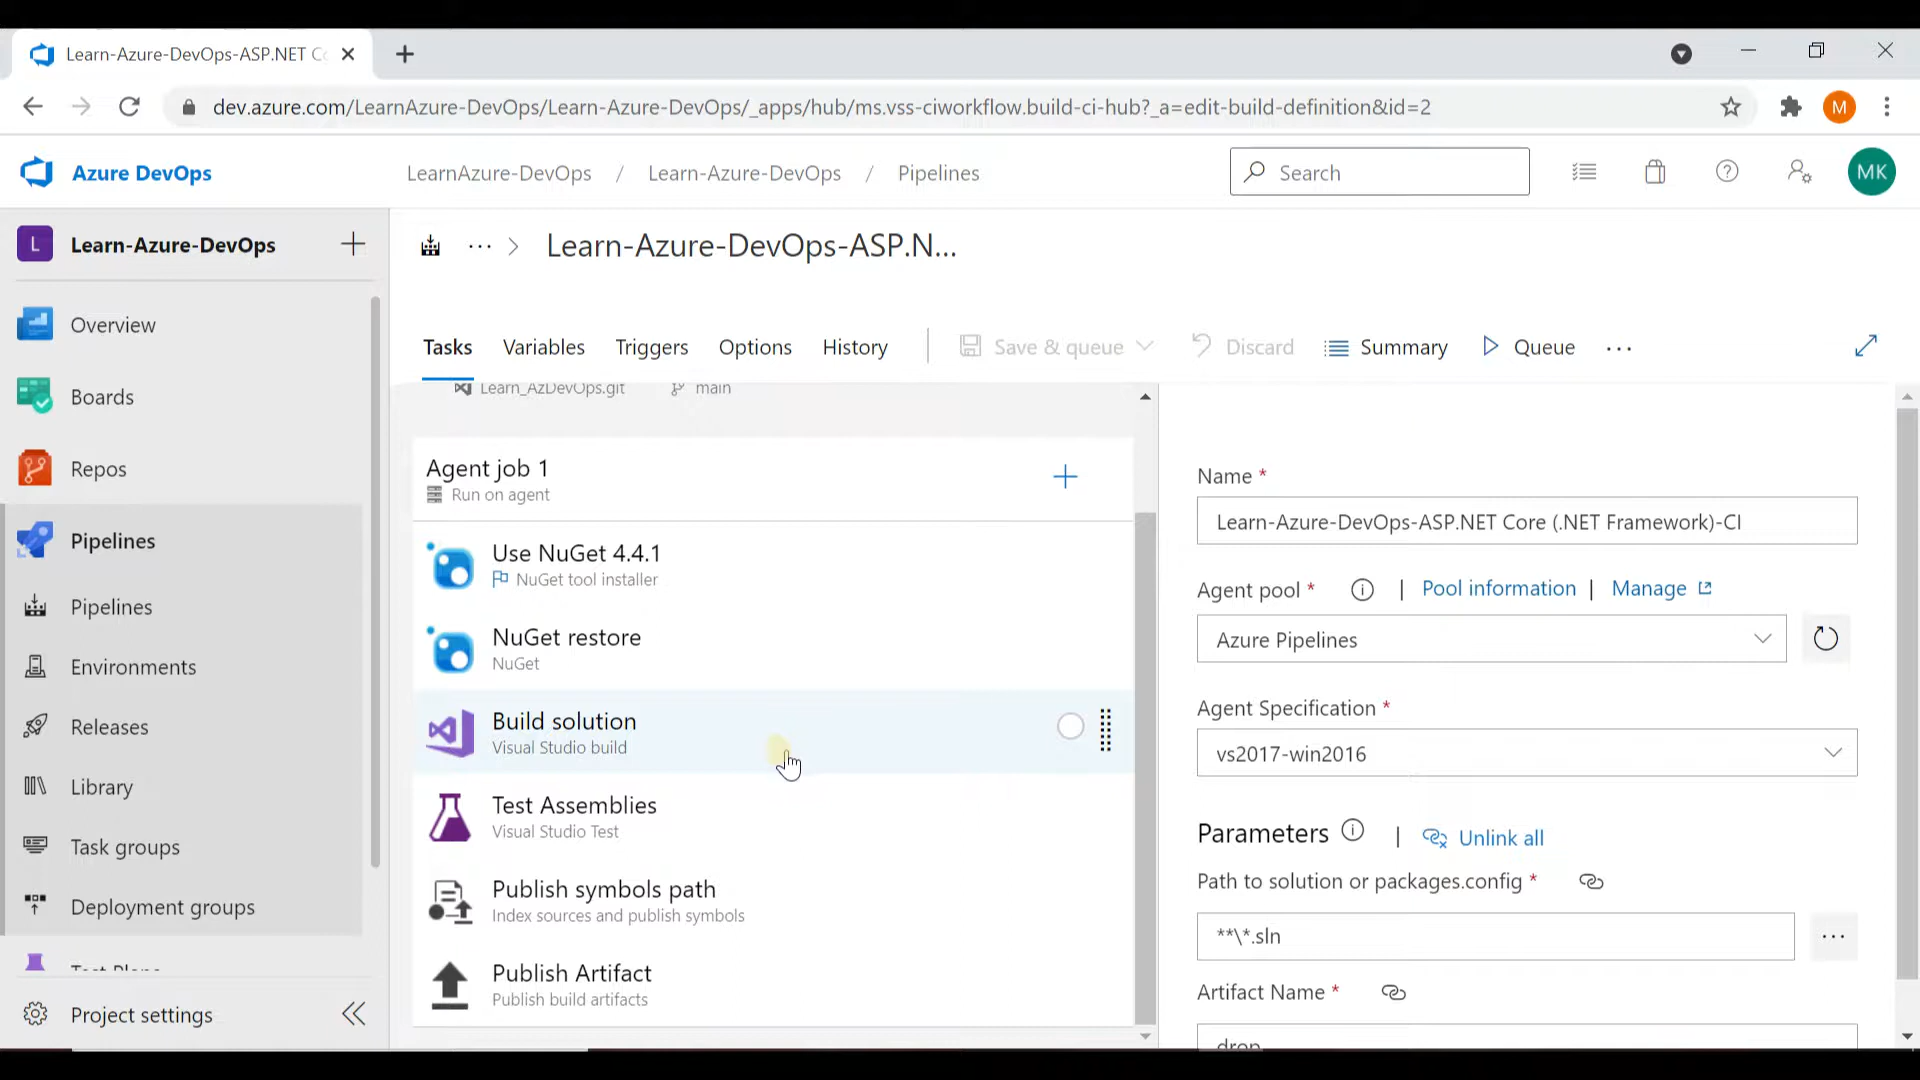 Learn-Azure-DevOps-ASP.NET C
dev.azure.com/LearnAzure-DevOps/Learn-Azure-DevOps/_apps/hub/ms.vss-ciworkflow.build-ci-hub?_a=edit-build-definition&id=2
M
Azure DevOps
LearnAzure-DevOps / Learn-Azure-DevOps / Pipelines
Search
MK
L Learn-Azure-DevOps
Overview
Boards
Repos
Pipelines
Pipelines
Environments
Releases
Library
Task groups
Deployment groups
Test Plans
Project settings
... > Learn-Azure-DevOps-ASP.N...
Tasks Variables Triggers Options History Save & queue Discard Summary Queue ...
Learn_AzDevOps.git main
Agent job 1
Run on agent
Use NuGet 4.4.1
NuGet tool installer
NuGet restore
NuGet
Build solution
Visual Studio build
Test Assemblies
Visual Studio Test
Publish symbols path
Index sources and publish symbols
Publish Artifact
Publish build artifacts
Name *
Learn-Azure-DevOps-ASP.NET Core (.NET Framework)-CI
Agent pool * | Pool information | Manage
Azure Pipelines
Agent Specification *
vs2017-win2016
Parameters | Unlink all
Path to solution or packages.config *
**\*.sln
...
Artifact Name *
drop